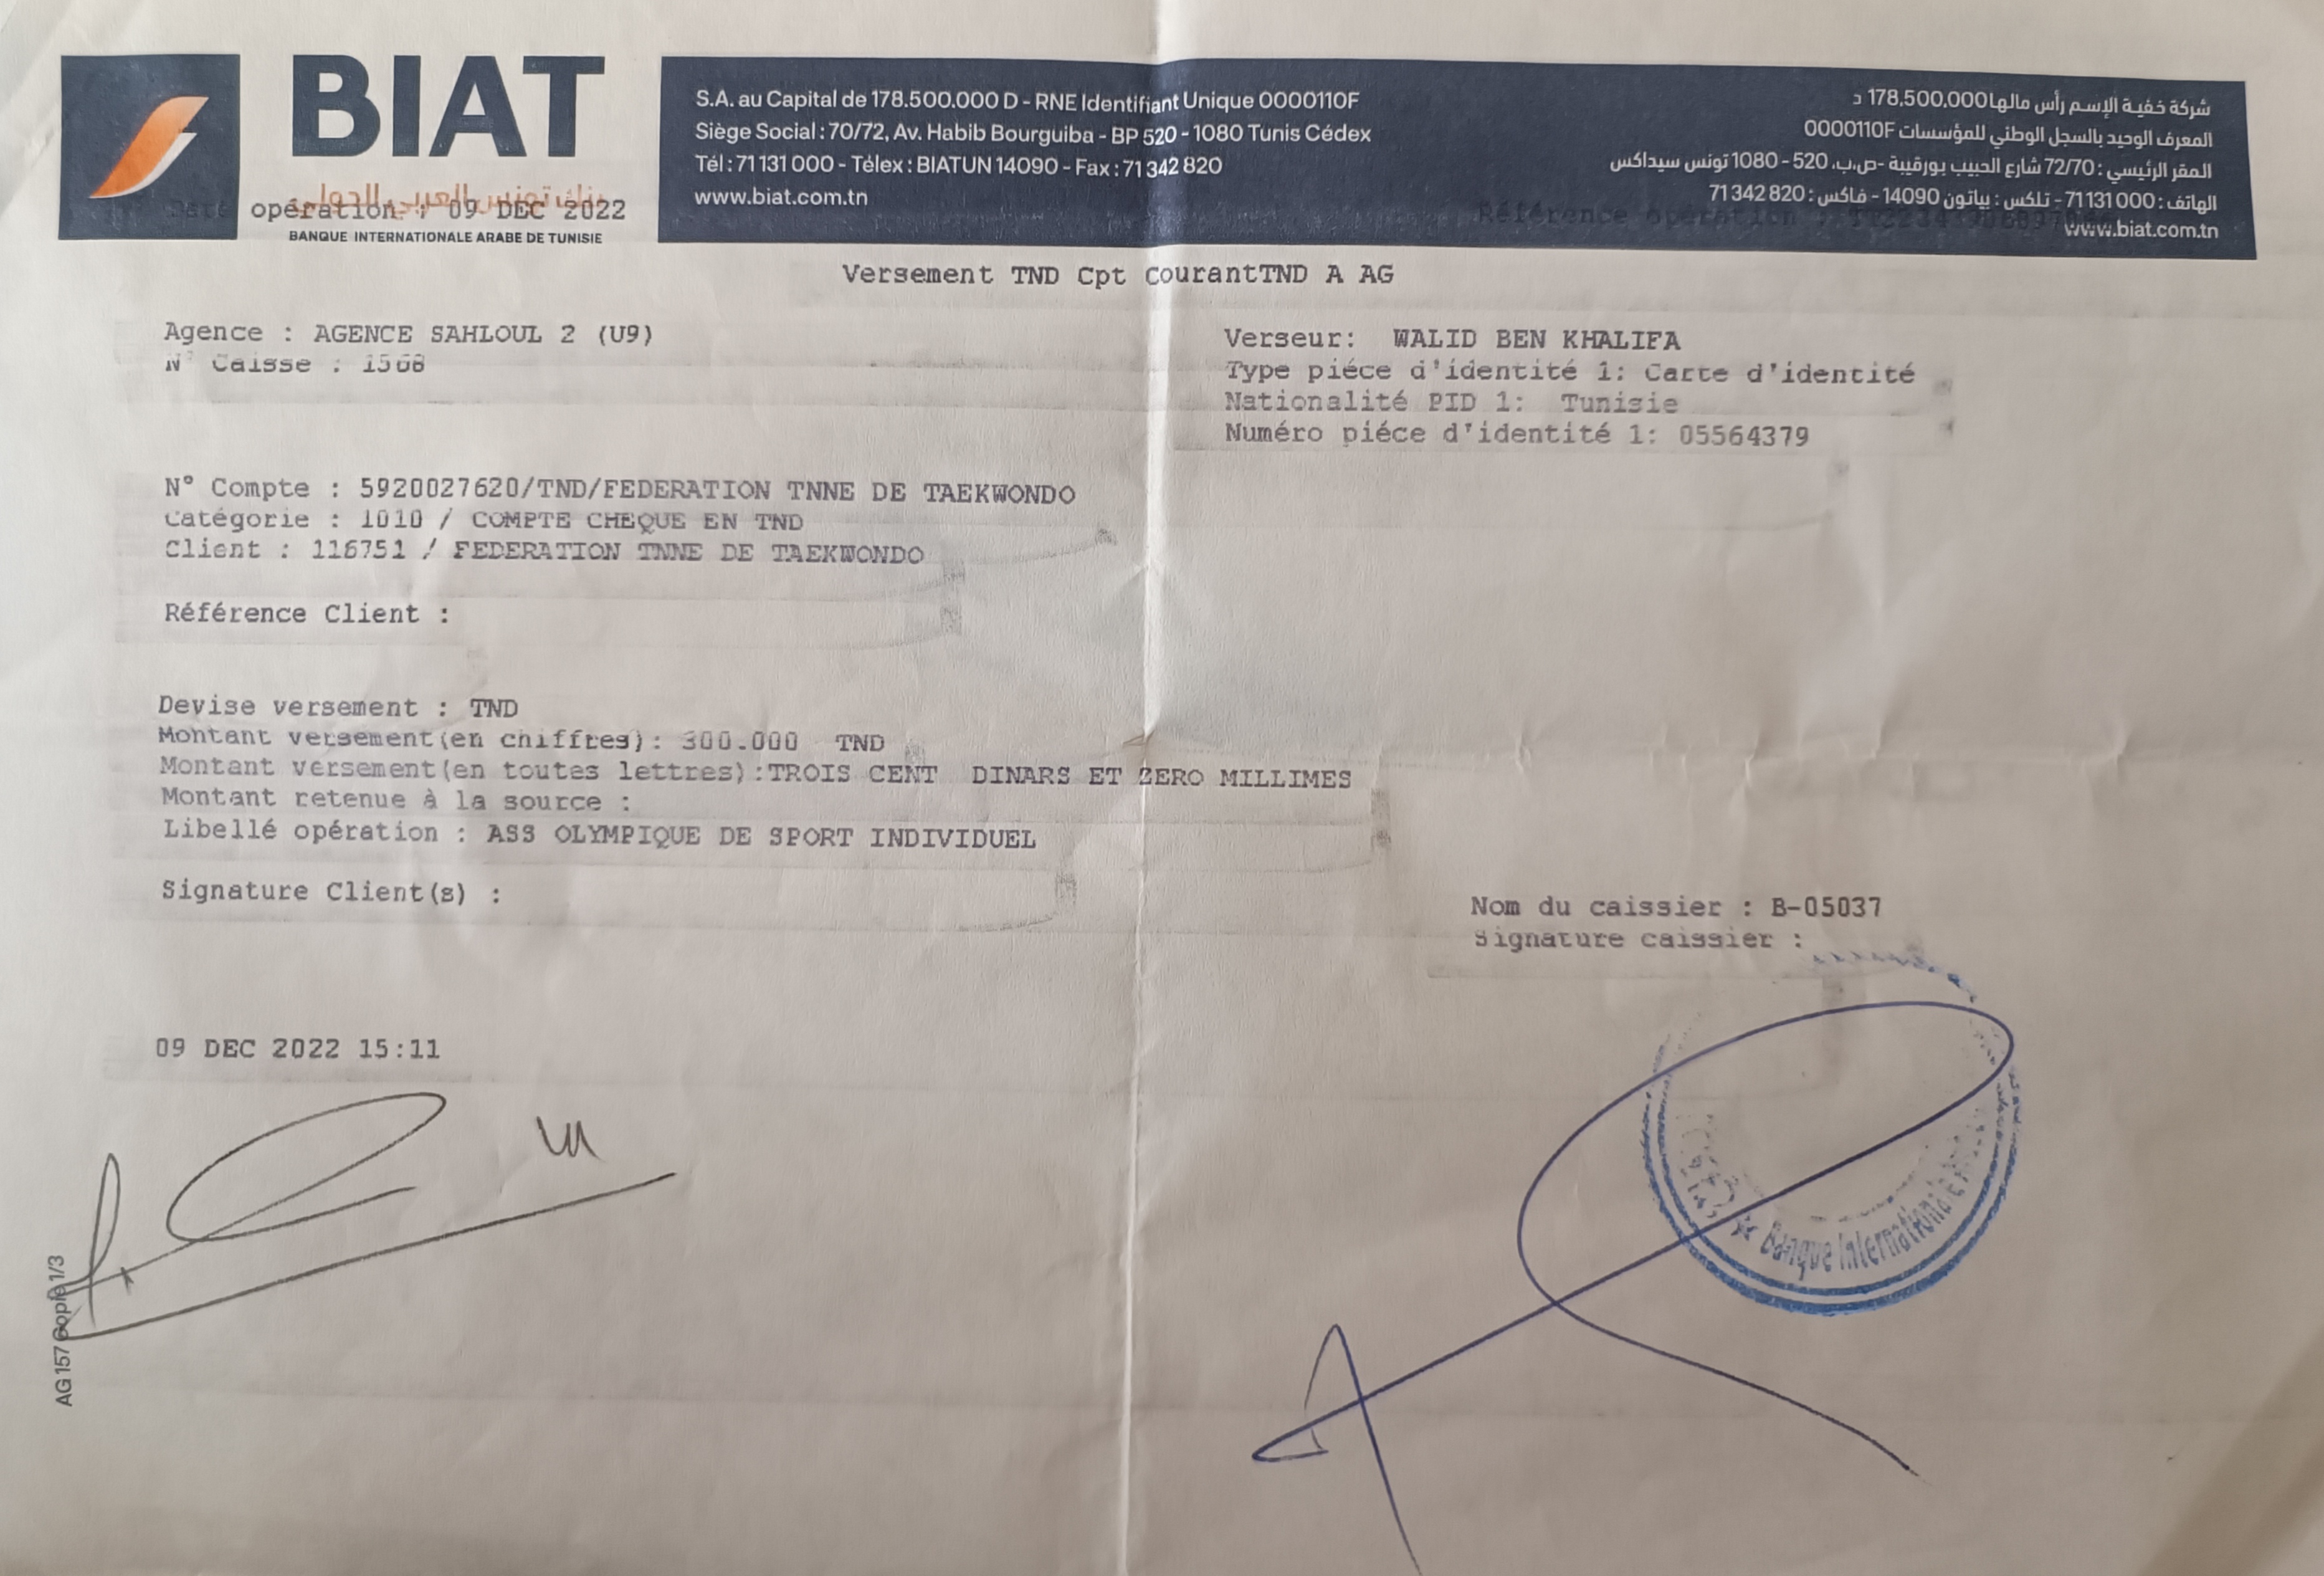 BIAT
بنك تونس العربي الدولي
Date opération : 09 DEC 2022
BANQUE INTERNATIONALE ARABE DE TUNISIE
S.A. au Capital de 178.500.000 D - RNE Identifiant Unique 0000110F
Siège Social : 70/72, Av. Habib Bourguiba - BP 520 - 1080 Tunis Cédex
Tél : 71 131 000 - Télex : BIATUN 14090 - Fax : 71 342 820
www.biat.com.tn
شركة خفية الإسم رأس مالها 178.500.000 د
المعرف الوحيد بالسجل الوطني للمؤسسات 0000110F
المقر الرئيسي : 72/70 شارع الحبيب بورقيبة -ص.ب. 520 - 1080 تونس سيداكس
الهاتف : 71131 000 - تلكس : بياتون 14090 - فاكس : 71 342 820
Référence opération :
www.biat.com.tn
Versement TND Cpt CourantTND A AG
Agence : AGENCE SAHLOUL 2 (U9)
N° Caisse : 1568
Verseur: WALID BEN KHALIFA
Type piéce d'identité 1: Carte d'identité
Nationalité PID 1: Tunisie
Numéro piéce d'identité 1: 05564379
N° Compte : 5920027620/TND/FEDERATION TNNE DE TAEKWONDO
Catégorie : 1010 / COMPTE CHEQUE EN TND
Client : 116751 / FEDERATION TNNE DE TAEKWONDO
Référence Client :
Devise versement : TND
Montant versement(en chiffres): 300.000 TND
Montant versement(en toutes lettres):TROIS CENT DINARS ET ZERO MILLIMES
Montant retenue à la source :
Libellé opération : ASS OLYMPIQUE DE SPORT INDIVIDUEL
Signature Client(s) :
Nom du caissier : B-05037
Signature caissier :
09 DEC 2022 15:11
Banque Internationale
AG 157 Copie 1/3